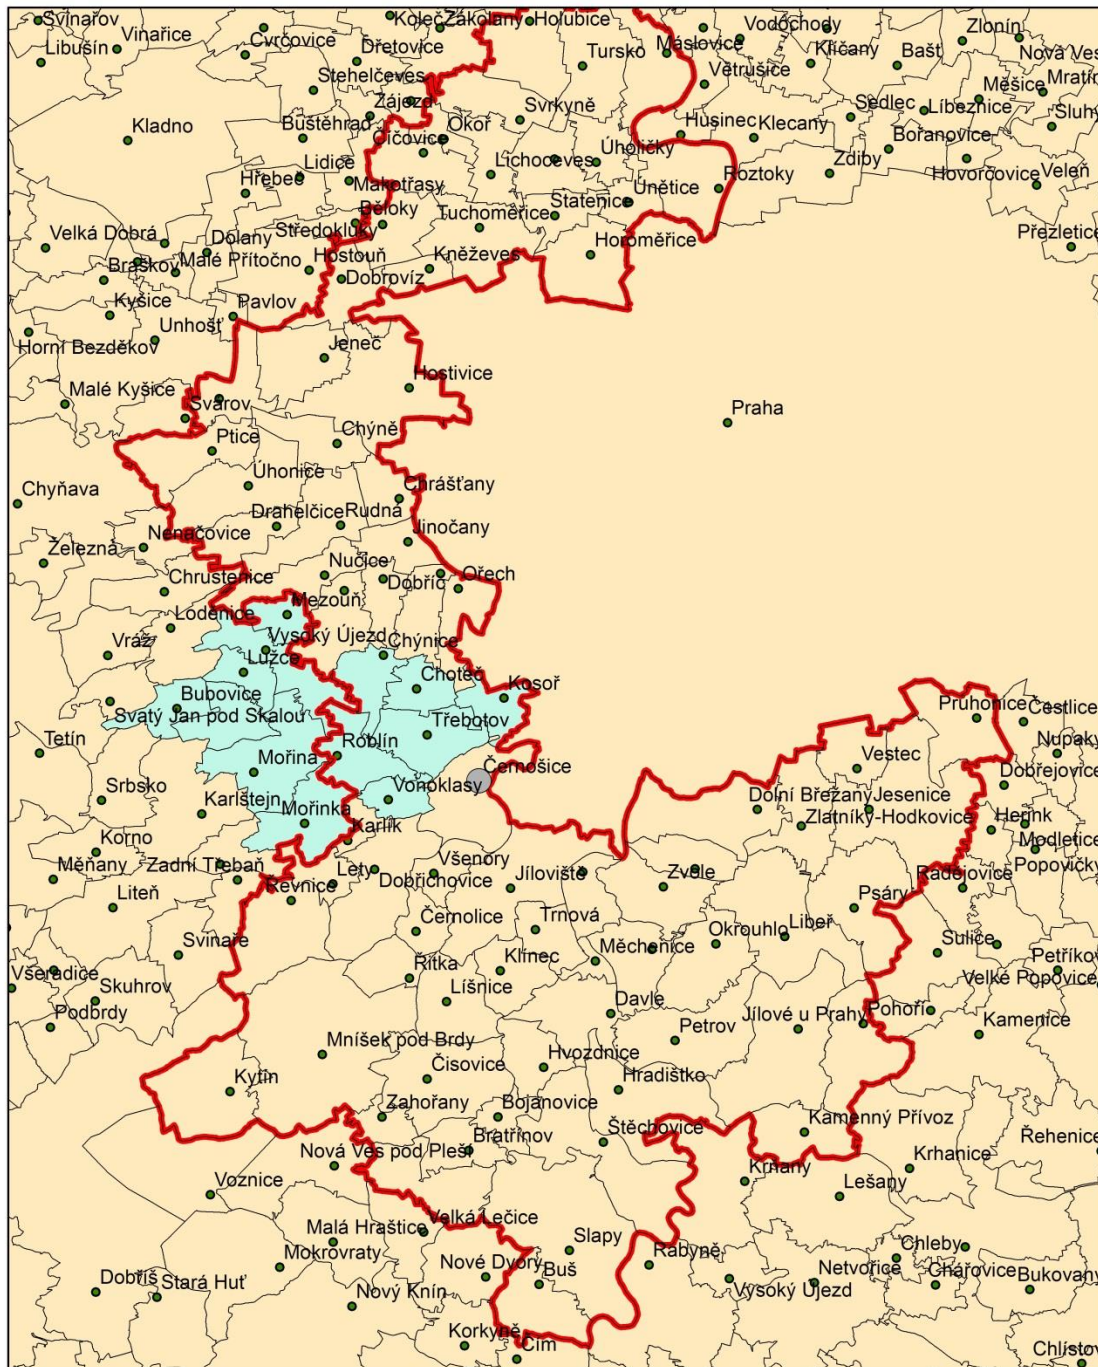 Svinařov
Koleč
Zákolany
Holubice
Vodochody
Zlonín
Libušín
Vinařice
Cvrčovice
Dřetovice
Tursko
Máslovice
Klíčany
Bašť
Nová Ves
Stehelčeves
Větrušice
Měšice
Mratín
Zájezd
Svrkyně
Sedlec
Líbeznice
Sluhy
Kladno
Buštěhrad
Číčovice
Okoř
Husinec
Klecany
Bořanovice
Lidice
Lichoceves
Úholičky
Zdiby
Hovorčovice
Veleň
Hřebeč
Makotřasy
Únětice
Roztoky
Běloky
Tuchoměřice
Statenice
Středokluky
Přezletice
Velká Dobrá
Dolany
Hostouň
Kněževes
Horoměřice
Braškov
Malé Přítočno
Dobrovíz
Kyšice
Pavlov
Unhošť
Horní Bezděkov
Jeneč
Malé Kyšice
Hostivice
Svárov
Praha
Ptice
Chýně
Chyňava
Úhonice
Chrášťany
Drahelčice
Rudná
Jinočany
Nenačovice
Železná
Nučice
Dobříč
Ořech
Chrustenice
Mezouň
Loděnice
Vysoký Újezd
Chýnice
Vráž
Lužce
Choteč
Kosoř
Bubovice
Svatý Jan pod Skalou
Třebotov
Průhonice
Čestlice
Tetín
Roblín
Vestec
Nupaky
Mořina
Černošice
Dobřejovice
Srbsko
Karlštejn
Vonoklasy
Dolní Břežany
Jesenice
Mořinka
Zlatníky-Hodkovice
Herink
Korno
Karlík
Modletice
Měňany
Zadní Třebaň
Všenory
Popovičky
Lety
Dobřichovice
Jíloviště
Zvole
Radějovice
Liteň
Řevnice
Psáry
Černolice
Trnová
Libeř
Svinaře
Klínec
Měchenice
Okrouhlo
Sulice
Petříkov
Všeradice
Skuhrov
Řitka
Líšnice
Velké Popovice
Podbrdy
Davle
Petrov
Jílové u Prahy
Pohoří
Kamenice
Mníšek pod Brdy
Čisovice
Hvozdnice
Kytín
Hradištko
Zahořany
Bojanovice
Kamenný Přívoz
Bratřínov
Štěchovice
Řehenice
Nová Ves pod Pleší
Krňany
Krhanice
Voznice
Lešany
Malá Hraštice
Velká Lečice
Slapy
Mokrovraty
Rabyně
Chleby
Nové Dvory
Buš
Netvořice
Chářovice
Dobříš
Stará Huť
Vysoký Újezd
Bukovany
Nový Knín
Korkyně
Čím
Chlístov